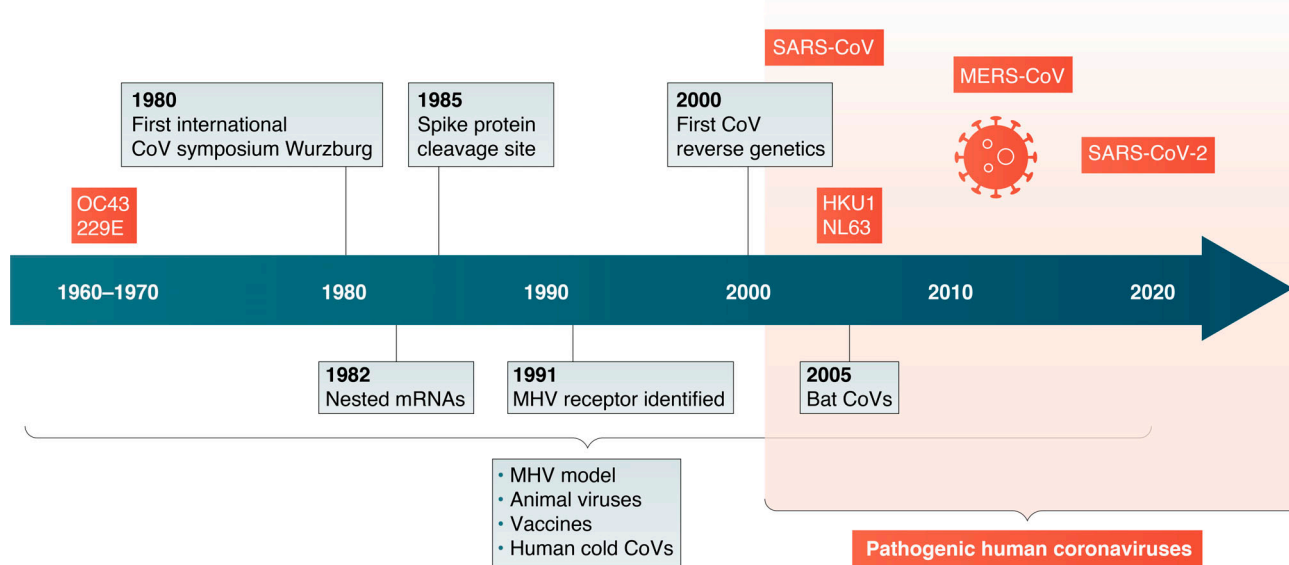 SARS-CoV
MERS-CoV
SARS-CoV-2
1980
First international
CoV symposium Wurzburg
1985
Spike protein
cleavage site
2000
First CoV
reverse genetics
OC43
229E
HKU1
NL63
1960–1970
1980
1990
2000
2010
2020
1982
Nested mRNAs
1991
MHV receptor identified
2005
Bat CoVs
• MHV model
• Animal viruses
• Vaccines
• Human cold CoVs
Pathogenic human coronaviruses